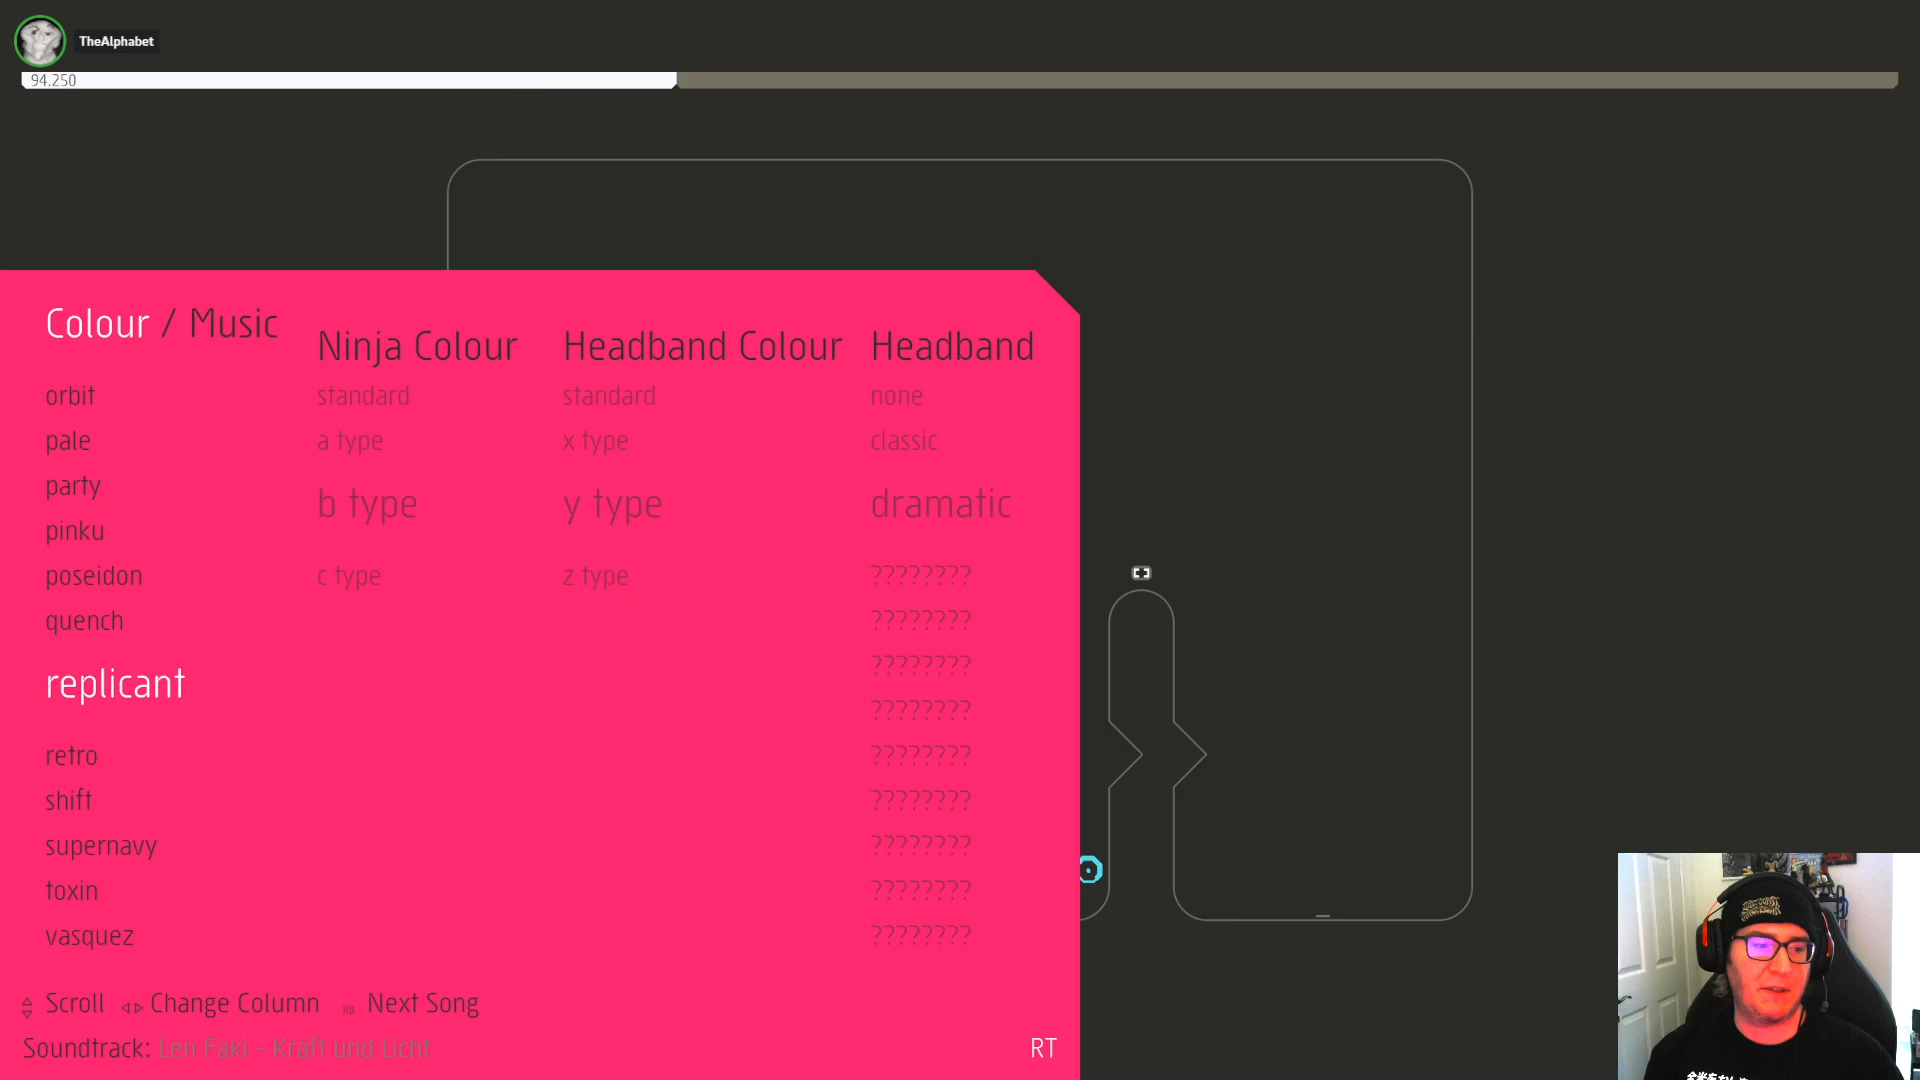 TheAlphabet
94.250
Colour / Music
Ninja Colour
Headband Colour
Headband
orbit
standard
standard
none
pale
a type
x type
classic
party
b type
y type
dramatic
pinku
poseidon
c type
z type
????????
quench
????????
replicant
????????
????????
retro
????????
shift
????????
supernavy
????????
toxin
????????
vasquez
????????
Scroll
Change Column
RB
Next Song
Soundtrack: Len Faki - Kraft und Licht
RT